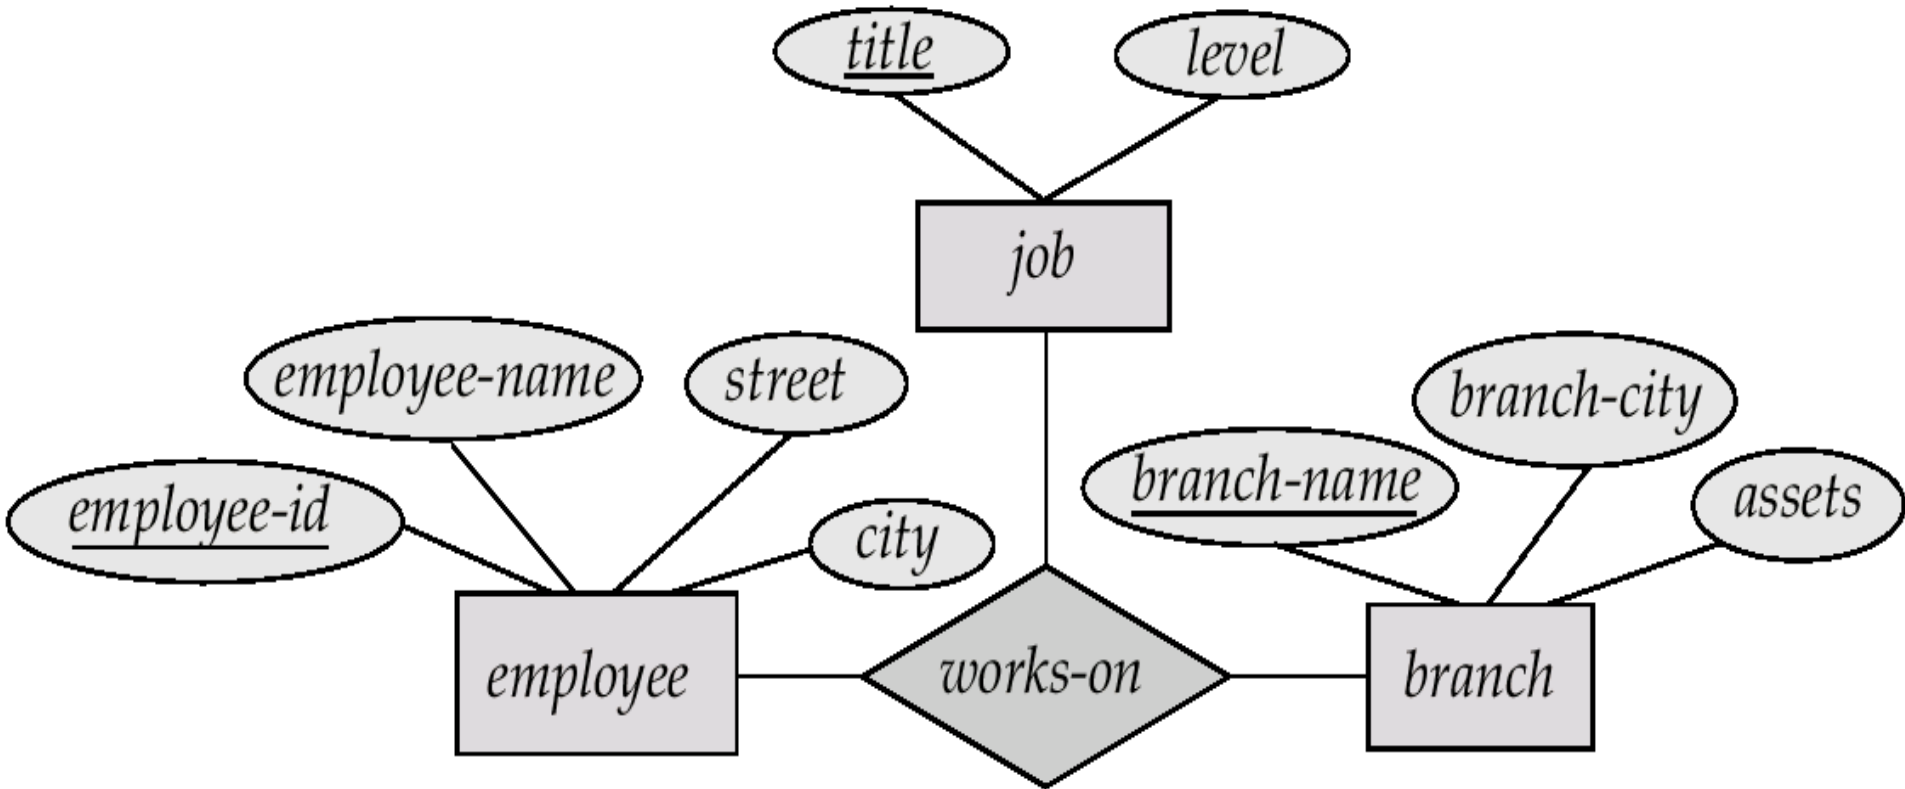 title
level
job
employee-name
street
branch-city
branch-name
assets
employee-id
city
employee
works-on
branch